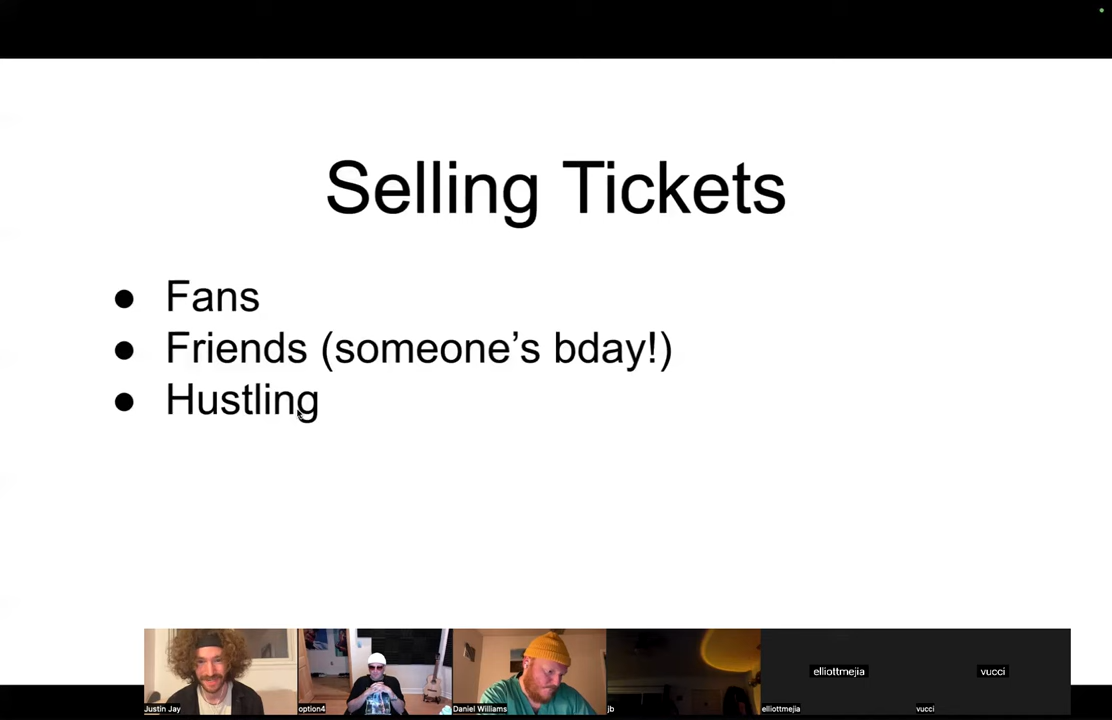 Selling Tickets
● Fans
● Friends (someone’s bday!)
● Hustling
elliottmejia
vucci
Justin Jay
option4
Daniel Williams
jb
elliottmejia
vucci